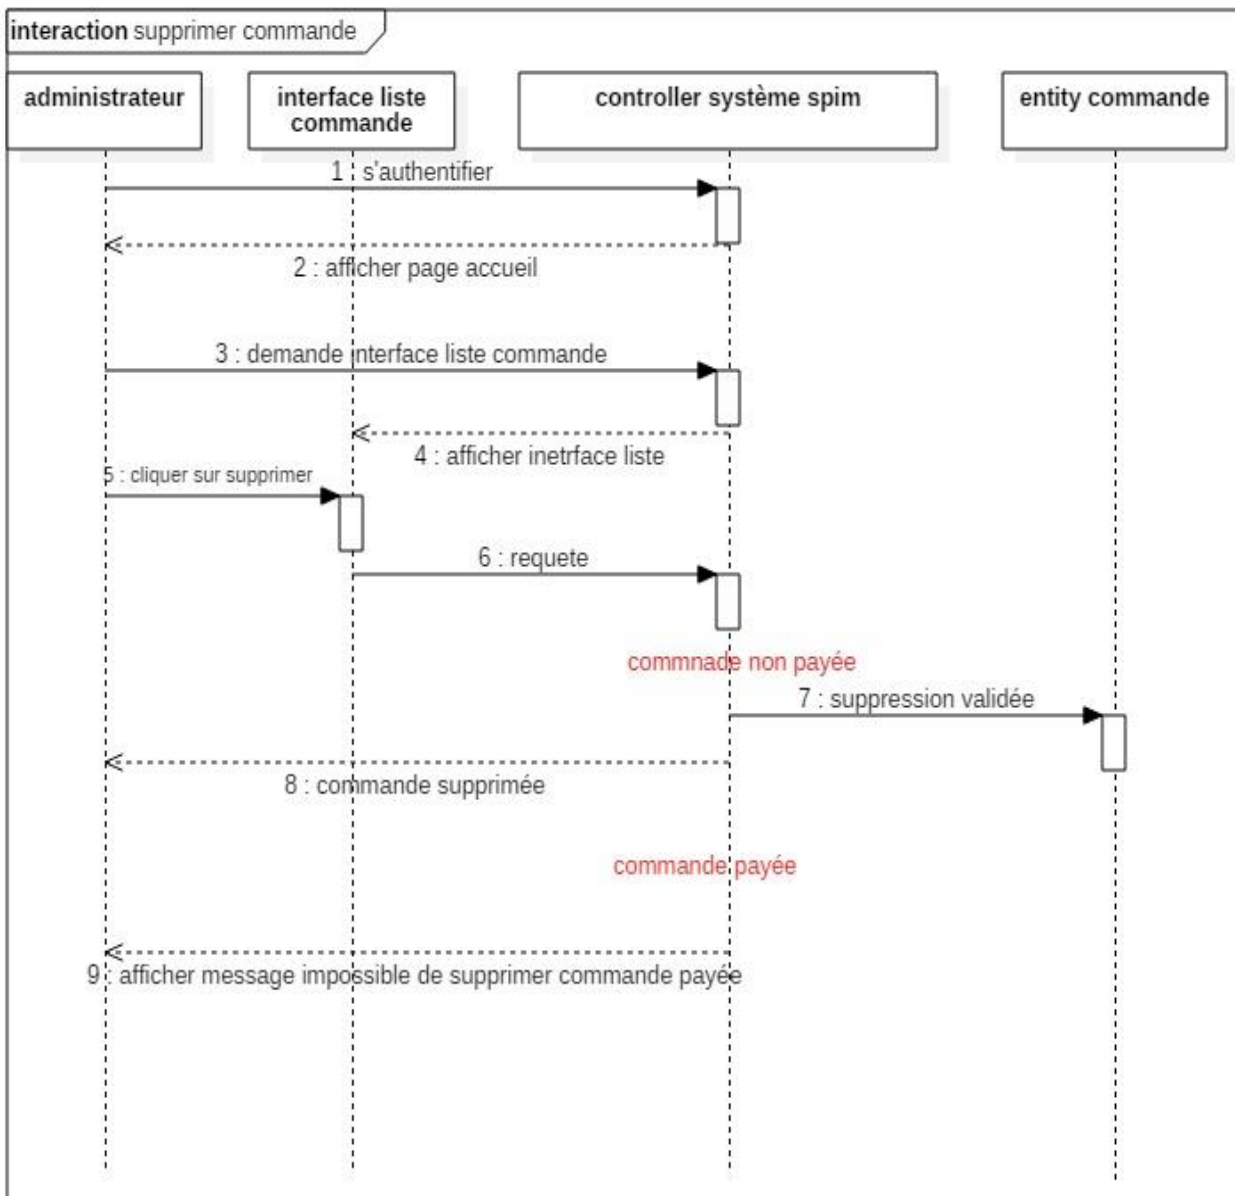 interaction supprimer commande
administrateur
interface liste
commande
controller système spim
entity commande
1 : s'authentifier
2 : afficher page accueil
3 : demande interface liste commande
4 : afficher inetrface liste
5 : cliquer sur supprimer
6 : requete
commnade non payée
7 : suppression validée
8 : commande supprimée
commande payée
9 : afficher message impossible de supprimer commande payée